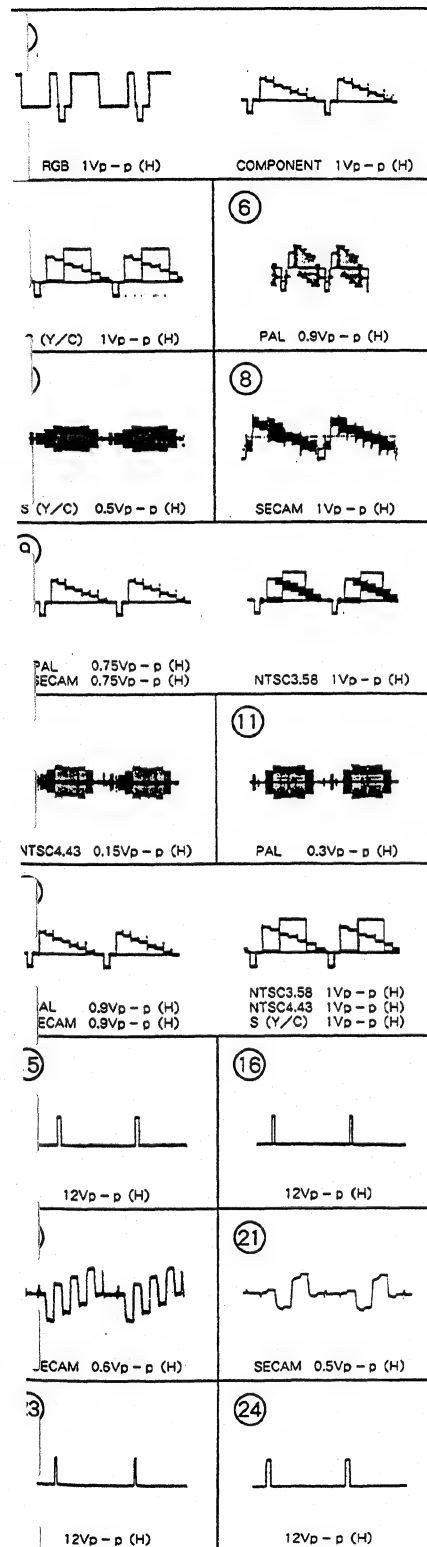 RGB 1Vp-p (H)
COMPONENT 1Vp-p (H)
6
(Y/C) 1Vp-p (H)
PAL 0.9Vp-p (H)
8
S (Y/C) 0.5Vp-p (H)
SECAM 1Vp-p (H)
9
PAL 0.75Vp-p (H)
SECAM 0.75Vp-p (H)
NTSC3.58 1Vp-p (H)
11
NTSC4.43 0.15Vp-p (H)
PAL 0.3Vp-p (H)
AL 0.9Vp-p (H)
ECAM 0.9Vp-p (H)
NTSC3.58 1Vp-p (H)
NTSC4.43 1Vp-p (H)
S (Y/C) 1Vp-p (H)
5
16
12Vp-p (H)
12Vp-p (H)
21
ECAM 0.6Vp-p (H)
SECAM 0.5Vp-p (H)
3
24
12Vp-p (H)
12Vp-p (H)